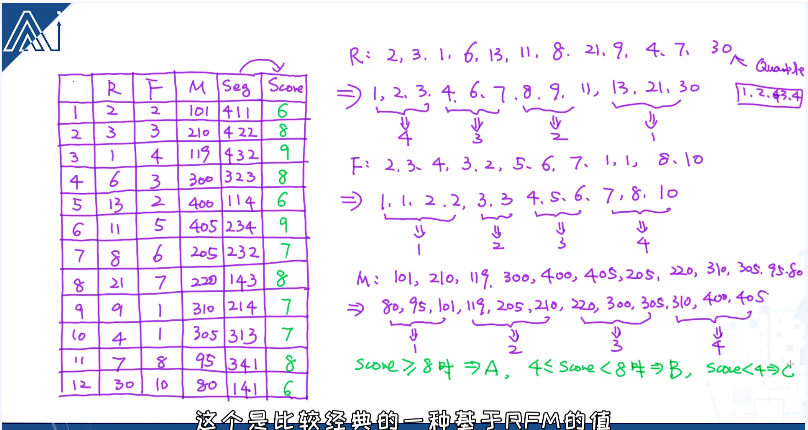 AI
R F M Seg Score
1 2 2 101 411 6
2 3 3 210 422 8
3 1 4 119 432 9
4 6 3 300 323 8
5 13 2 400 114 6
6 11 5 405 234 9
7 8 6 205 232 7
8 21 7 220 143 8
9 9 1 310 214 7
10 4 1 305 313 7
11 7 8 95 341 8
12 30 10 80 141 6
R: 2, 3. 1, 6, 13, 11, 8. 21, 9, 4. 7, 30
Quantile
1.2.3.4
⇒ 1, 2, 3. 4, 6, 7, 8, 9, 11, 13, 21, 30
4 3 2 1
F: 2, 3. 4, 3, 2, 5, 6, 7, 1, 1, 8, 10
⇒ 1, 1, 2, 2, 3, 3 4, 5, 6, 7, 8, 10
1 2 3 4
M: 101, 210, 119, 300, 400, 405, 205, 220, 310, 305. 95. 80
⇒ 80, 95, 101, 119, 205, 210, 220, 300, 305, 310, 400, 405
1 2 3 4
Score ≥ 8时 ⇒ A, 4 ≤ Score < 8时 ⇒ B, Score < 4 ⇒ C
这个是比较经典的一种基于RFM的值